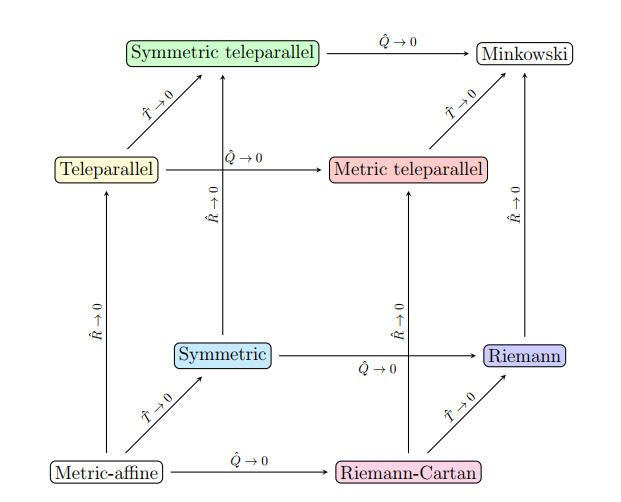 Symmetric teleparallel
Q̂ → 0
Minkowski
T̂ → 0
T̂ → 0
Teleparallel
Q̂ → 0
Metric teleparallel
R̂ → 0
R̂ → 0
R̂ → 0
R̂ → 0
Symmetric
Q̂ → 0
Riemann
T̂ → 0
T̂ → 0
Metric-affine
Q̂ → 0
Riemann-Cartan